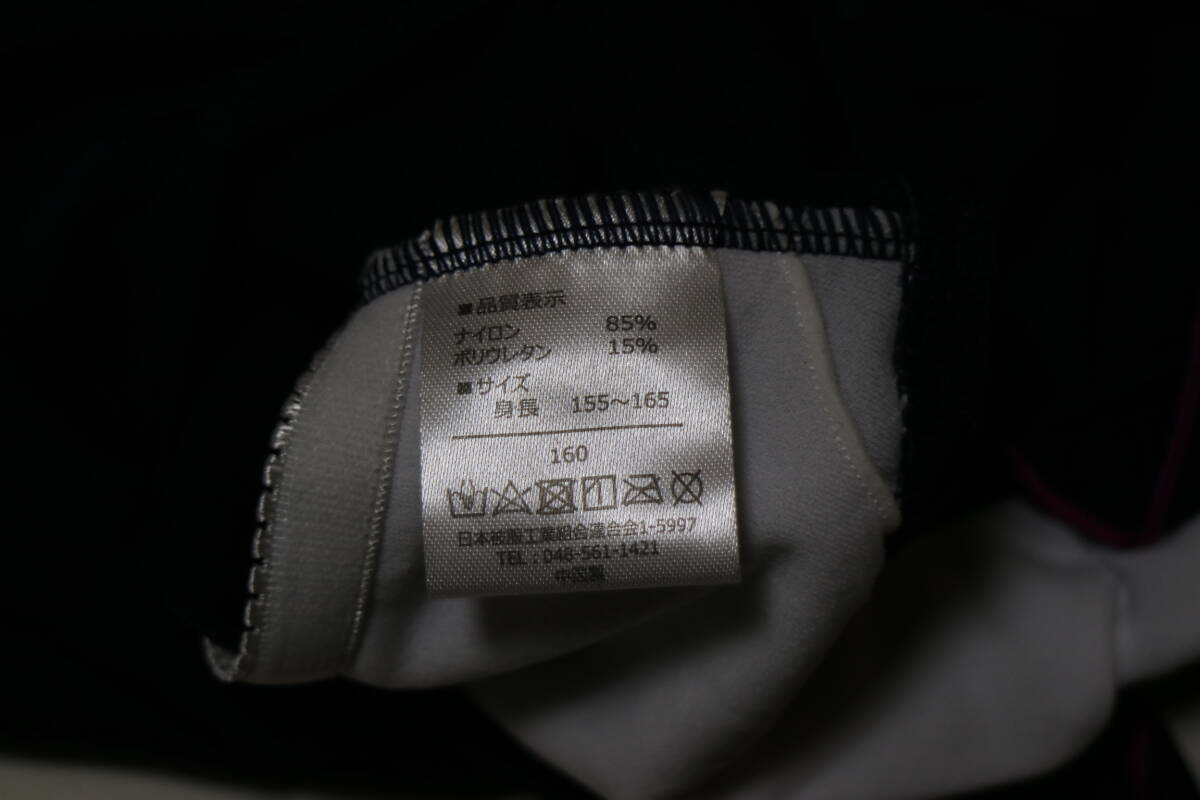 ■品質表示
ナイロン 85%
ポリウレタン 15%
■サイズ
身長 155～165
160
日本被服工業組合連合会1-5997
TEL：048-561-1421
中国製